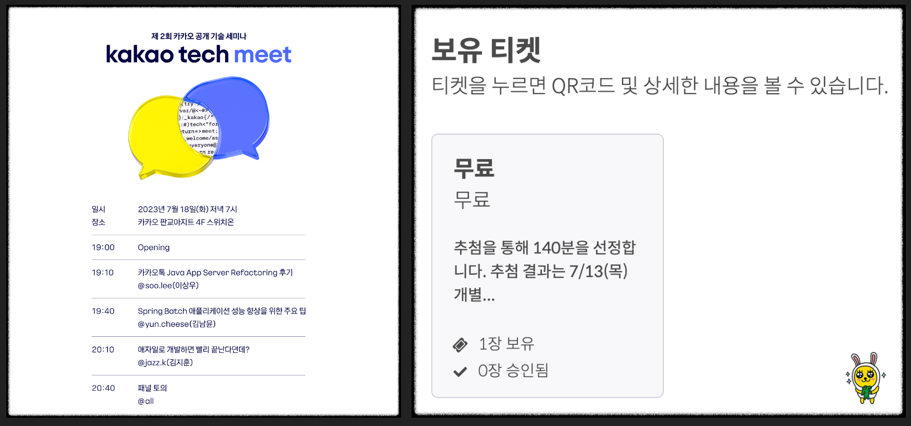 제 2회 카카오 공개 기술 세미나
kakao tech meet
일시 2023년 7월 18일(화) 저녁 7시
장소 카카오 판교아지트 4F 스위치온
19:00 Opening
19:10 카카오톡 Java App Server Refactoring 후기
@soo.lee(이상우)
19:40 Spring Batch 애플리케이션 성능 향상을 위한 주요 팁
@yun.cheese(김남윤)
20:10 애자일로 개발하면 빨리 끝난다던데?
@jazz.k(김지훈)
20:40 패널 토의
@all
보유 티켓
티켓을 누르면 QR코드 및 상세한 내용을 볼 수 있습니다.
무료
무료
추첨을 통해 140분을 선정합
니다. 추첨 결과는 7/13(목)
개별...
1장 보유
0장 승인됨